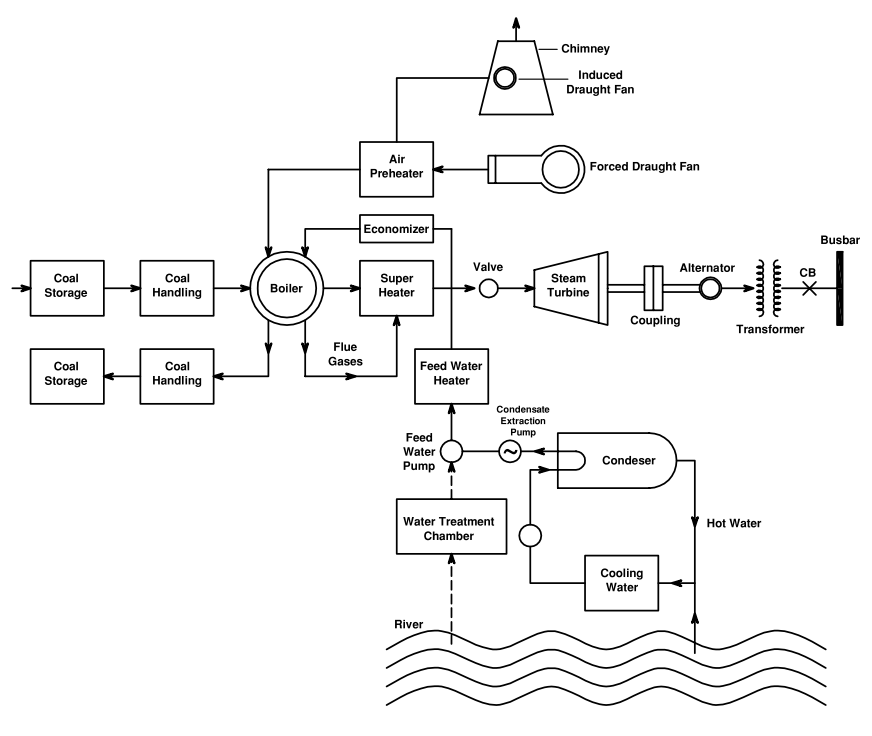 Chimney
Induced
Draught Fan
Air
Preheater
Forced Draught Fan
Economizer
Busbar
Coal
Storage
Coal
Handling
Boiler
Super
Heater
Valve
Steam
Turbine
Coupling
Alternator
Transformer
CB
Coal
Storage
Coal
Handling
Flue
Gases
Feed Water
Heater
Condensate
Extraction
Pump
Feed
Water
Pump
Condeser
Water Treatment
Chamber
Hot Water
Cooling
Water
River